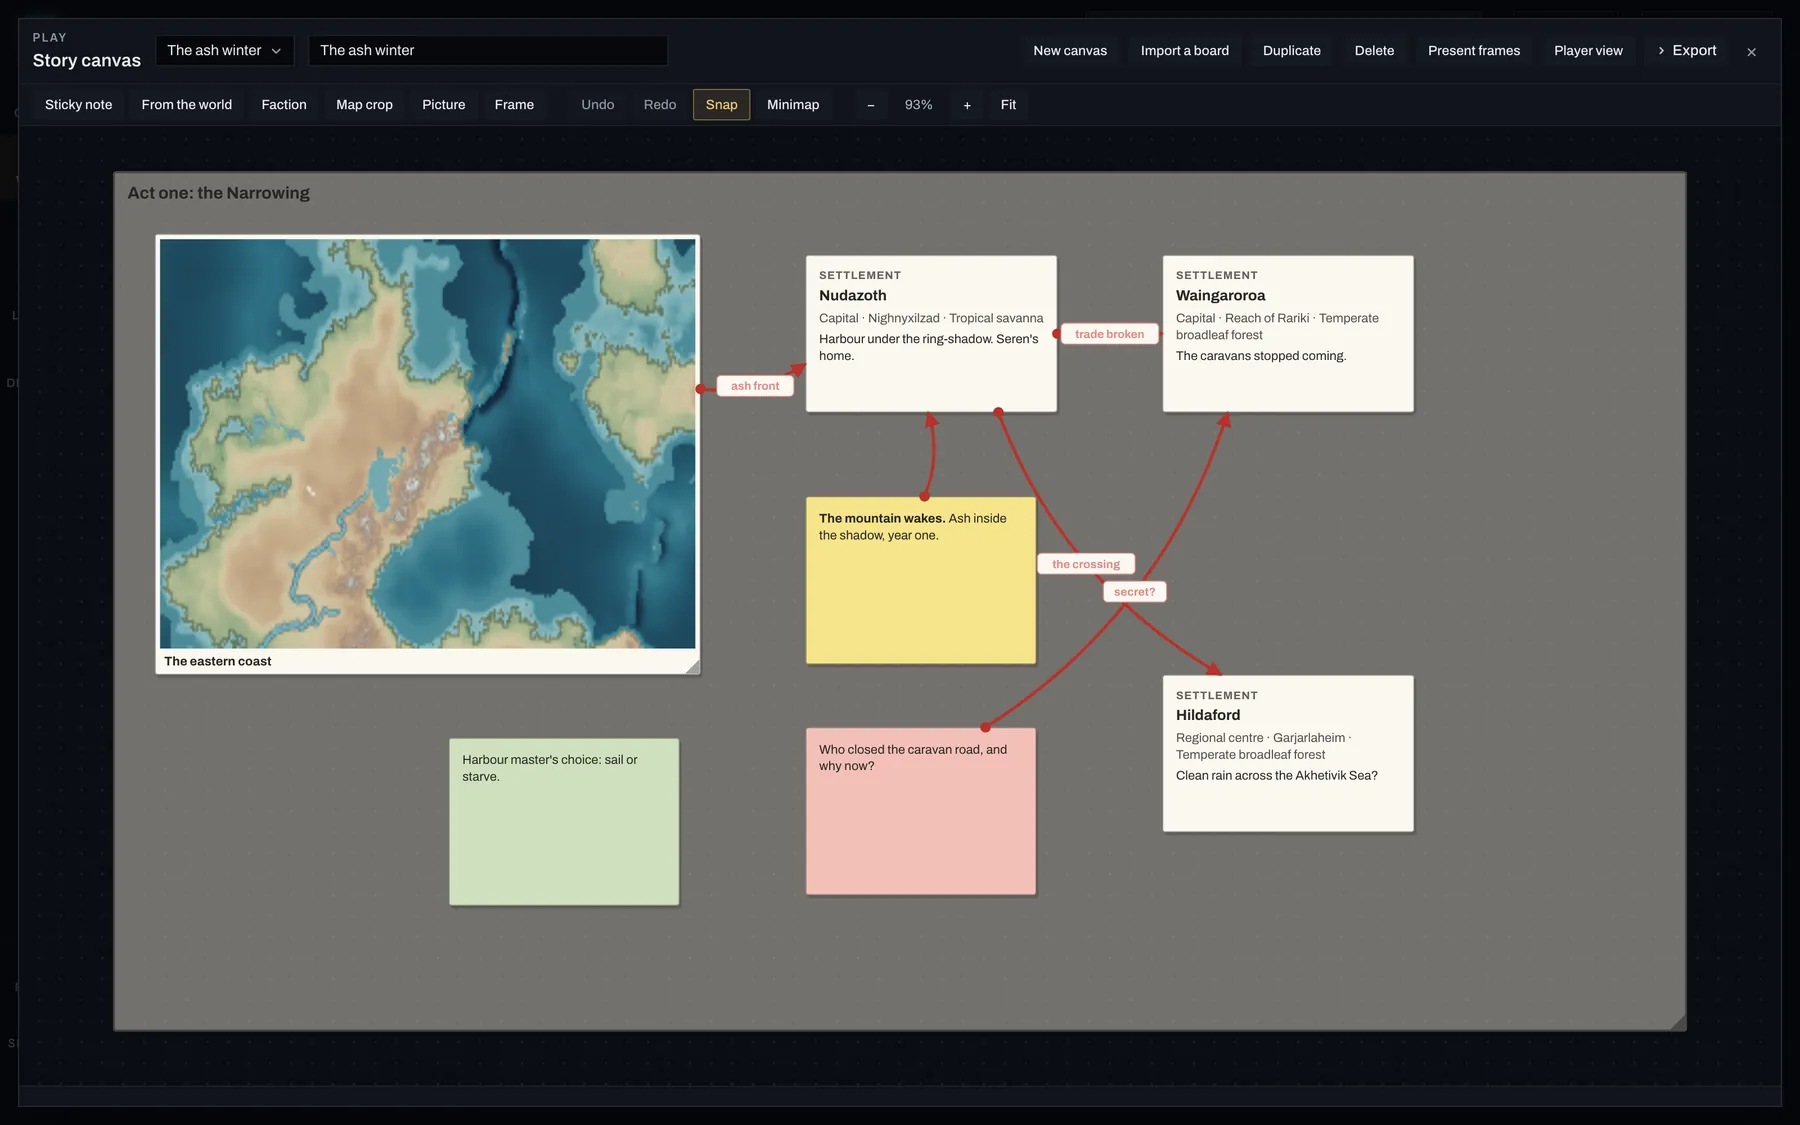 PLAY
Story canvas
The ash winter
The ash winter
New canvas
Import a board
Duplicate
Delete
Present frames
Player view
Export
Sticky note
From the world
Faction
Map crop
Picture
Frame
Undo
Redo
Snap
Minimap
–
93%
+
Fit
Act one: the Narrowing
The eastern coast
ash front
SETTLEMENT
Nudazoth
Capital · Nighnyxilzad · Tropical savanna
Harbour under the ring-shadow. Seren's
home.
trade broken
SETTLEMENT
Waingaroroa
Capital · Reach of Rariki · Temperate
broadleaf forest
The caravans stopped coming.
The mountain wakes. Ash inside
the shadow, year one.
the crossing
secret?
Harbour master's choice: sail or
starve.
Who closed the caravan road, and
why now?
SETTLEMENT
Hildaford
Regional centre · Garjarlaheim ·
Temperate broadleaf forest
Clean rain across the Akhetivik Sea?